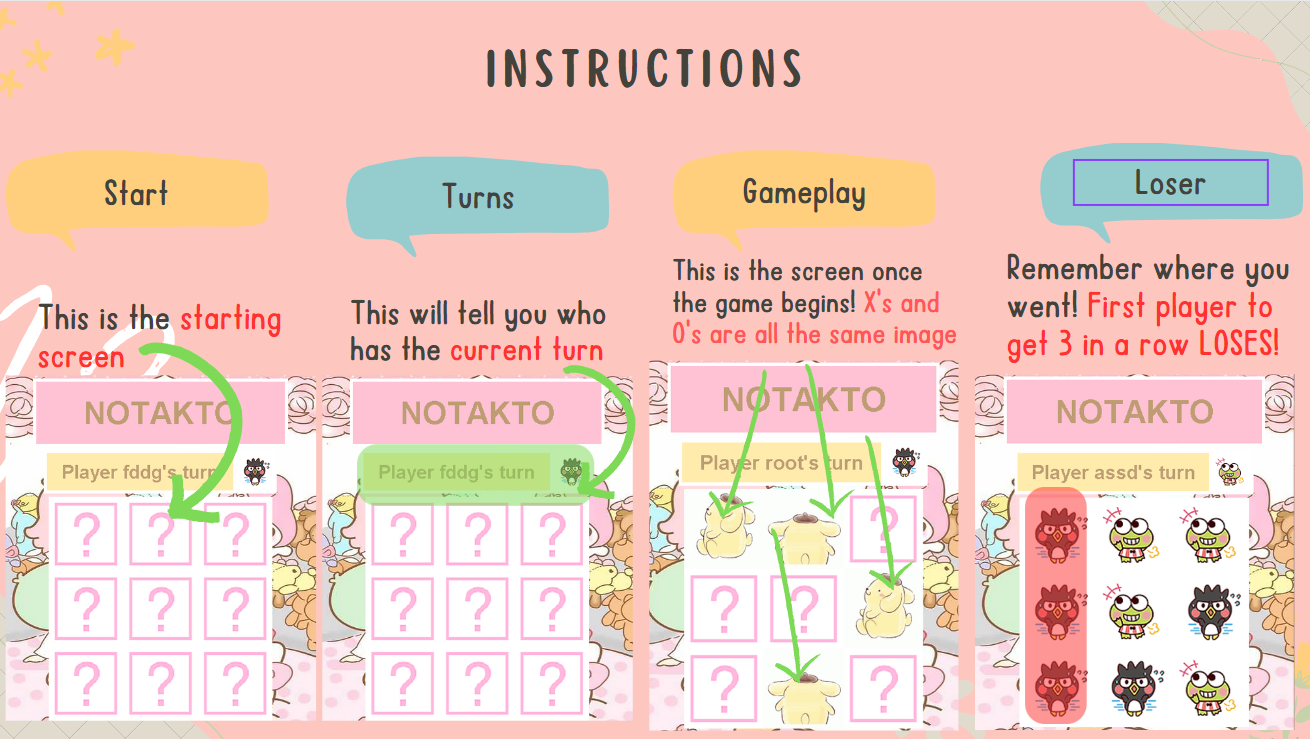 INSTRUCTIONS
Start
This is the starting
screen
NOTAKTO
Player fddg's turn
? ? ?
? ? ?
? ? ?
Turns
This will tell you who
has the current turn
NOTAKTO
Player fddg's turn
? ? ?
? ? ?
? ? ?
Gameplay
This is the screen once
the game begins! X's and
O's are all the same image
NOTAKTO
Player root's turn
?
? ?
? ?
Loser
Remember where you
went! First player to
get 3 in a row LOSES!
NOTAKTO
Player assd's turn